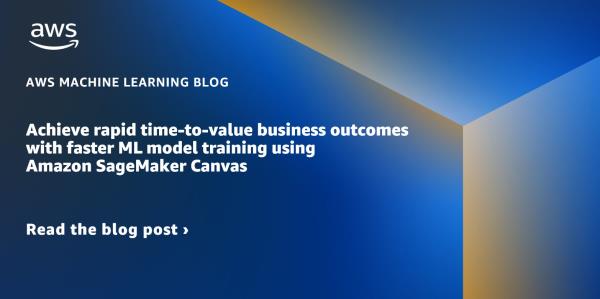 aws
AWS MACHINE LEARNING BLOG
Achieve rapid time-to-value business outcomes
with faster ML model training using
Amazon SageMaker Canvas
Read the blog post ›